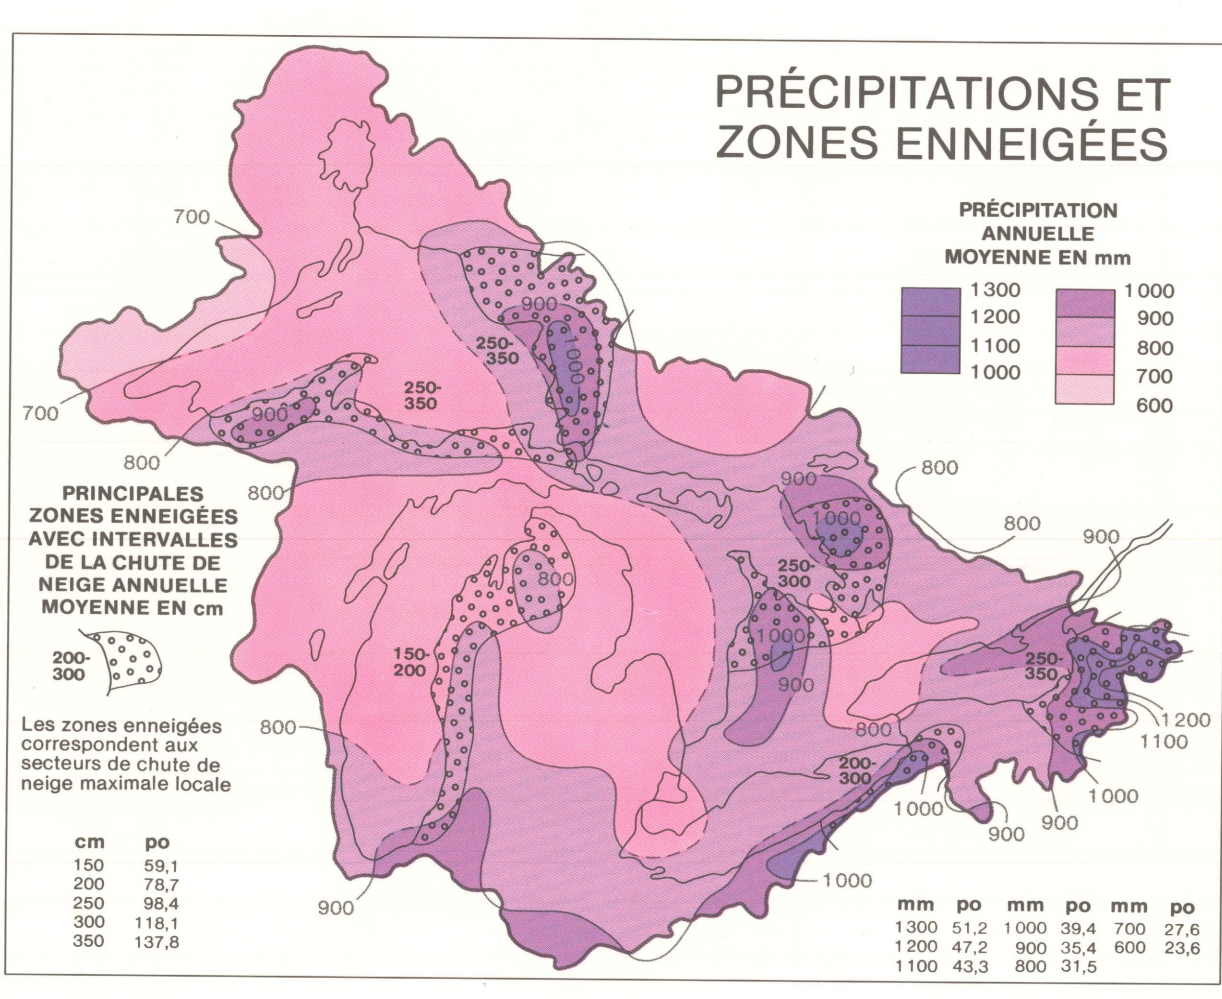 PRÉCIPITATIONS ET
ZONES ENNEIGÉES
PRÉCIPITATION
ANNUELLE
MOYENNE EN mm
1300
1200
1100
1000
1000
900
800
700
600
700
900
250-
350
1000
250-
350
900
700
800
800
PRINCIPALES
ZONES ENNEIGÉES
AVEC INTERVALLES
DE LA CHUTE DE
NEIGE ANNUELLE
MOYENNE EN cm
200-
300
Les zones enneigées
correspondent aux
secteurs de chute de
neige maximale locale
900
1000
800
800
900
250-
300
800
1000
900
150-
200
250-
350
800
800
200-
300
1200
1100
1000
1000
900
900
1000
900
cm po
150 59,1
200 78,7
250 98,4
300 118,1
350 137,8
mm po mm po mm po
1300 51,2 1000 39,4 700 27,6
1200 47,2 900 35,4 600 23,6
1100 43,3 800 31,5